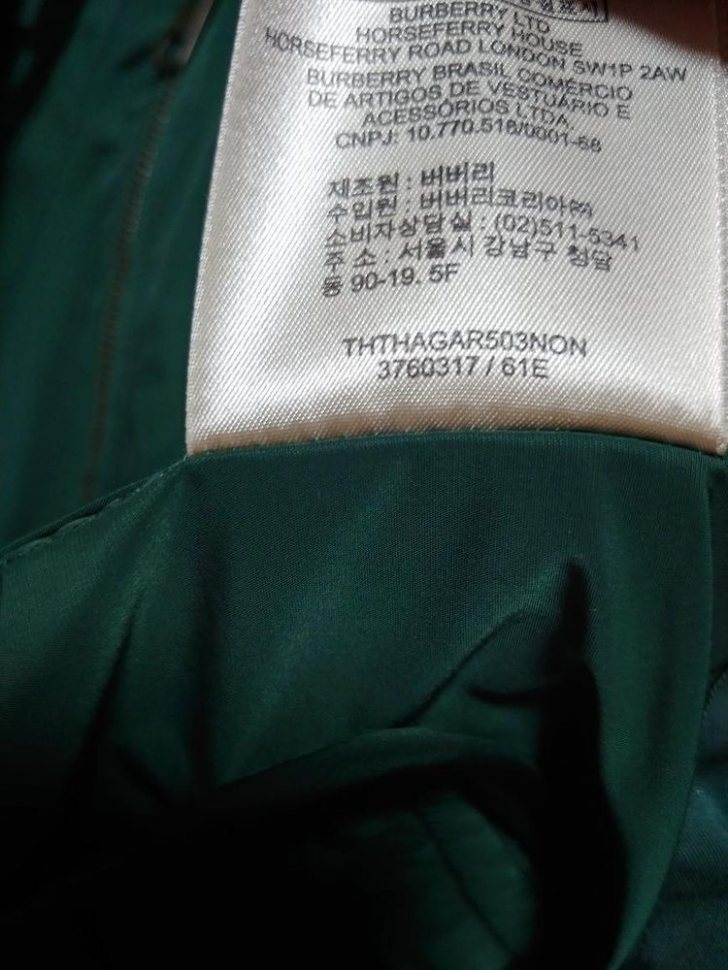 BURBERRY LTD
HORSEFERRY HOUSE
HORSEFERRY ROAD LONDON SW1P 2AW
BURBERRY BRASIL COMÉRCIO
DE ARTIGOS DE VESTUÁRIO E
ACESSÓRIOS LTDA,
CNPJ: 10.770.518/0001-68
제조원 : 버버리
수입원 : 버버리코리아㈜
소비자상담실 : (02)511-5341
주 소 : 서울시 강남구 청담
동 90-19. 5F
THTHAGAR503NON
3760317 / 61E